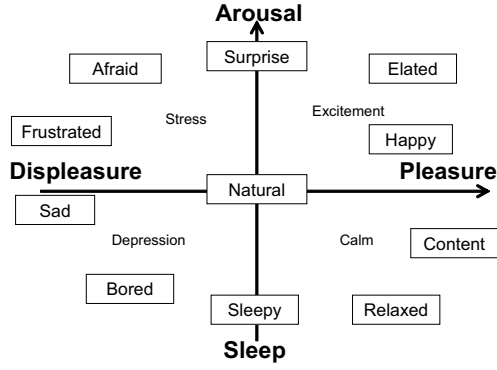 Arousal
Afraid
Surprise
Elated
Stress
Excitement
Frustrated
Happy
Displeasure
Pleasure
Natural
Sad
Depression
Calm
Content
Bored
Sleepy
Relaxed
Sleep